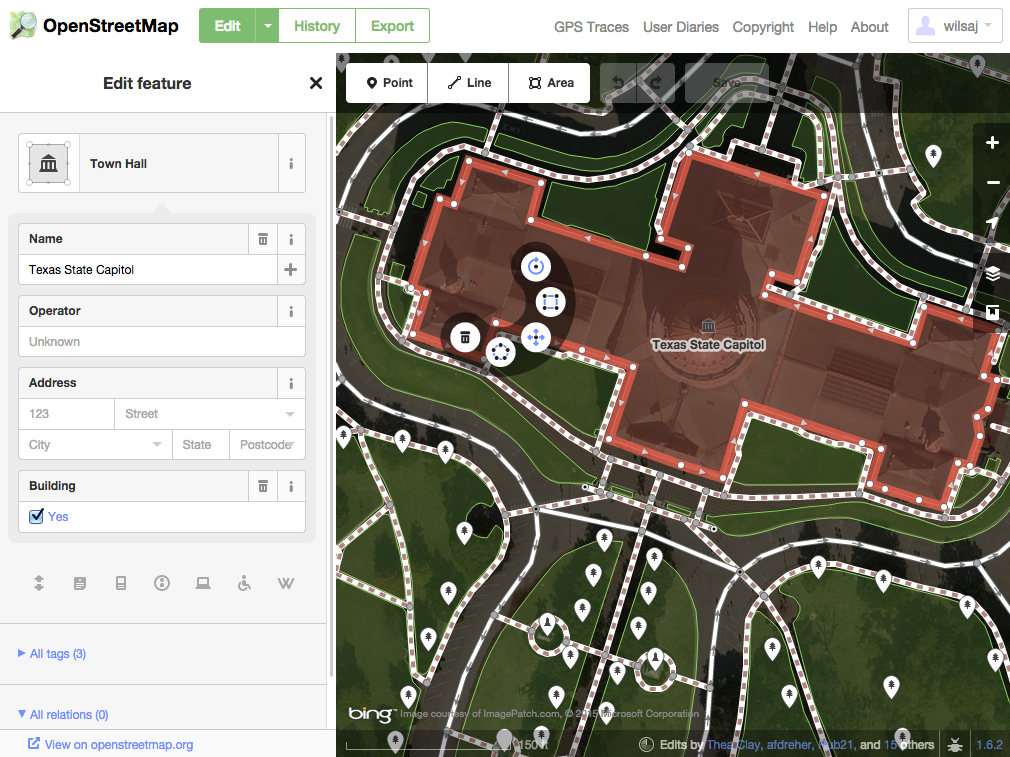 OpenStreetMap
Edit
History
Export
GPS Traces
User Diaries
Copyright
Help
About
wilsaj
Edit feature
Point
Line
Area
Save
Town Hall
Name
Texas State Capitol
Operator
Unknown
Address
123
Street
City
State
Postcode
Building
Yes
All tags (3)
All relations (0)
View on openstreetmap.org
Texas State Capitol
bing
Image courtesy of ImagePatch.com, © 2015 Microsoft Corporation
150 ft
Edits by Thea Clay, afdreher, Rub21, and 15 others
1.6.2